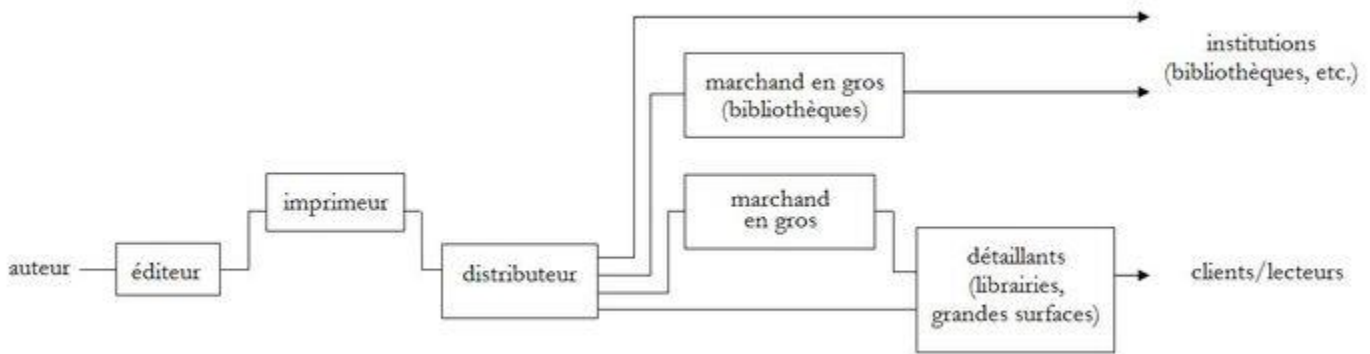 auteur
éditeur
imprimeur
distributeur
marchand en gros
(bibliothèques)
marchand
en gros
détaillants
(librairies,
grandes surfaces)
institutions
(bibliothèques, etc.)
clients/lecteurs